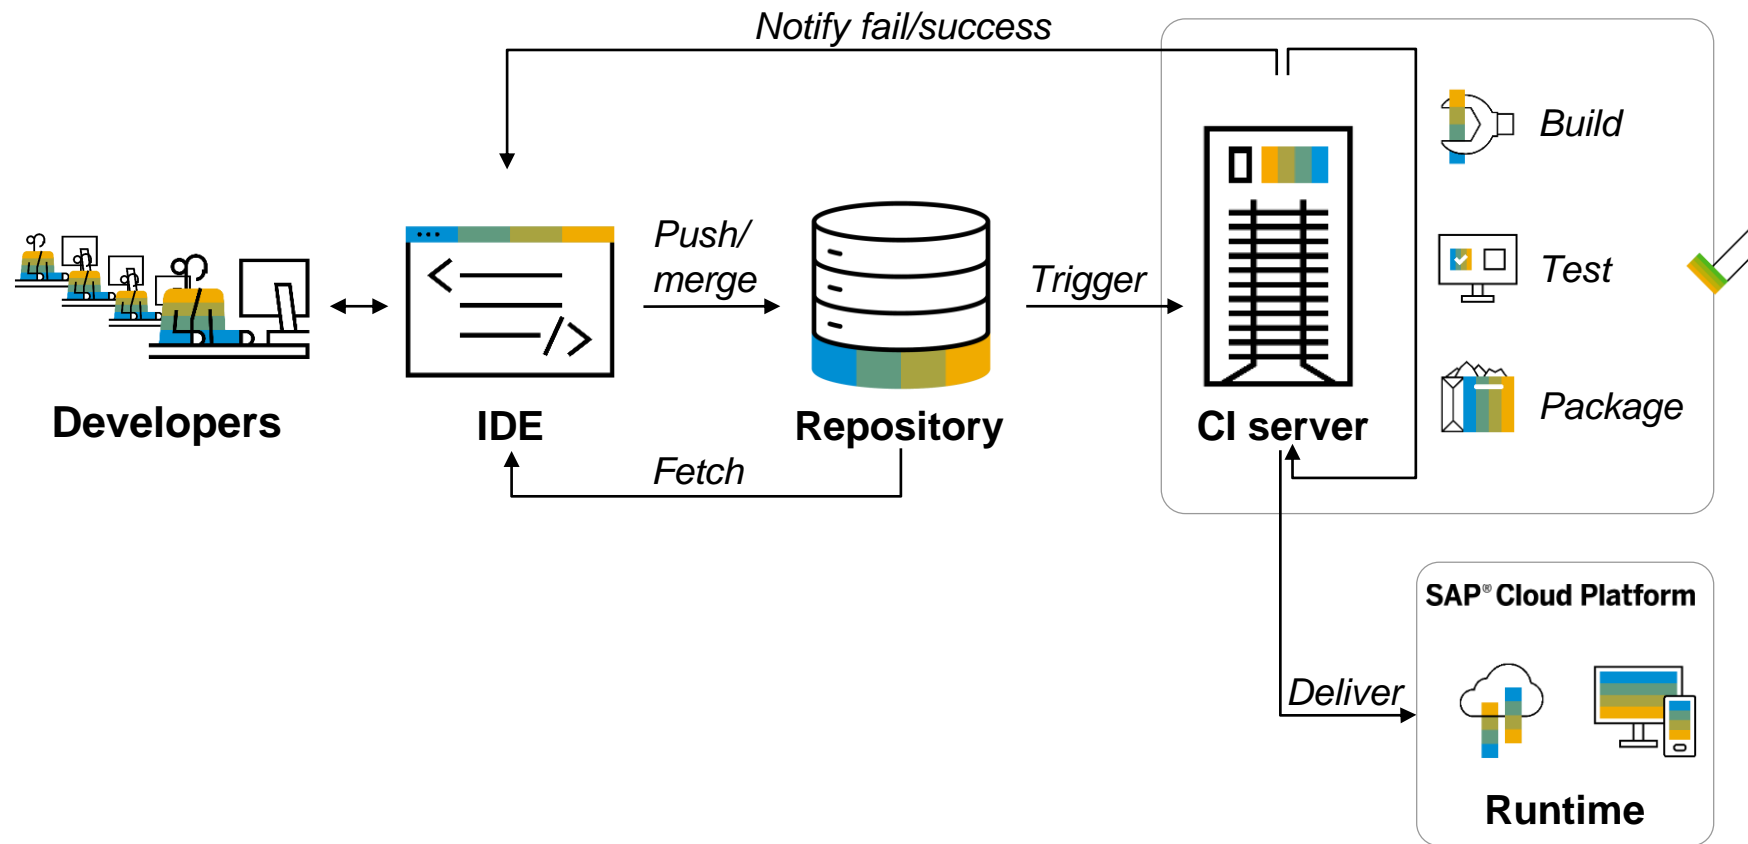 Notify fail/success
Build
Push/
merge
Trigger
Test
Package
Developers
IDE
Repository
CI server
Fetch
SAP® Cloud Platform
Deliver
Runtime